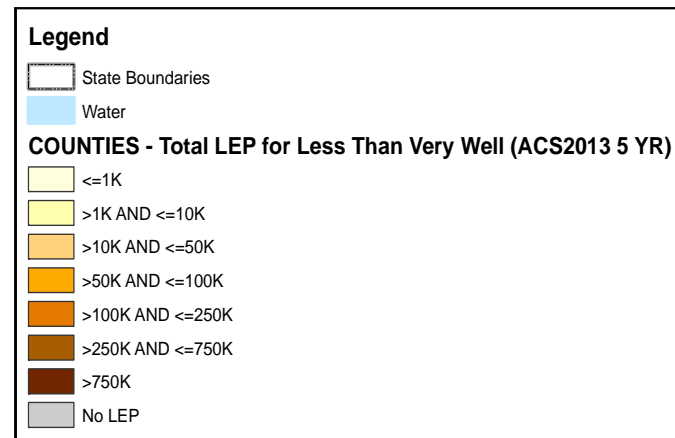 Legend
State Boundaries
Water
COUNTIES - Total LEP for Less Than Very Well (ACS2013 5 YR)
<=1K
>1K AND <=10K
>10K AND <=50K
>50K AND <=100K
>100K AND <=250K
>250K AND <=750K
>750K
No LEP